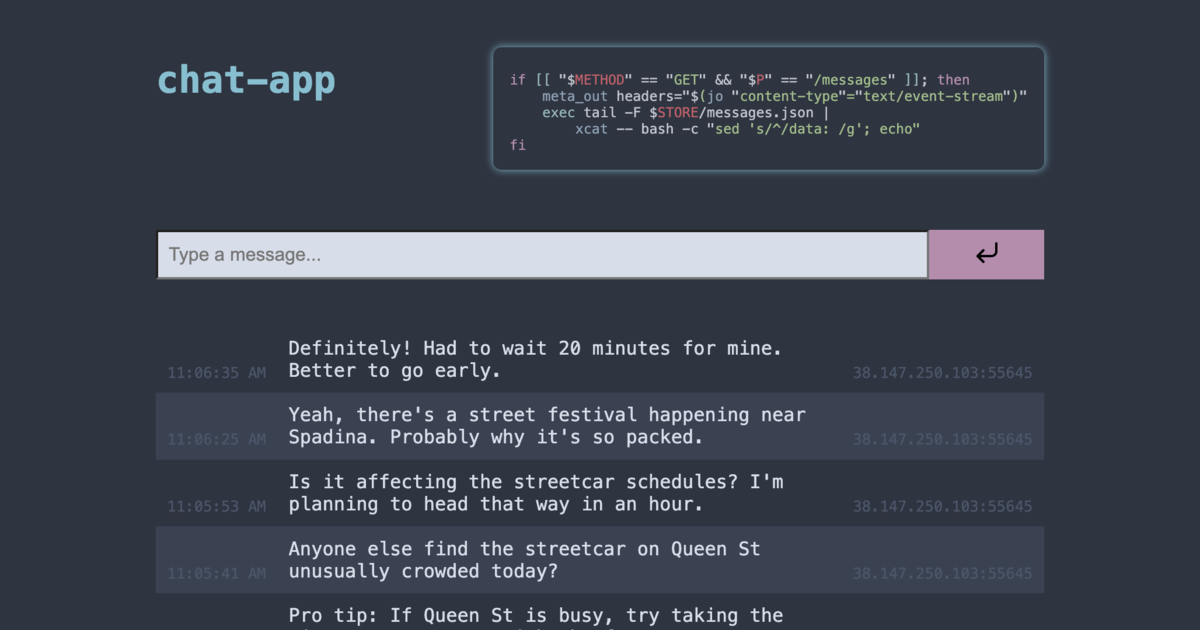 chat-app
if [[ "$METHOD" == "GET" && "$P" == "/messages" ]]; then
    meta_out headers="$(jo "content-type"="text/event-stream")"
    exec tail -F $STORE/messages.json |
        xcat -- bash -c "sed 's/^/data: /g'; echo"
fi
Type a message...
Definitely! Had to wait 20 minutes for mine.
11:06:35 AM Better to go early. 38.147.250.103:55645
Yeah, there's a street festival happening near
11:06:25 AM Spadina. Probably why it's so packed. 38.147.250.103:55645
Is it affecting the streetcar schedules? I'm
11:05:53 AM planning to head that way in an hour. 38.147.250.103:55645
Anyone else find the streetcar on Queen St
11:05:41 AM unusually crowded today? 38.147.250.103:55645
Pro tip: If Queen St is busy, try taking the